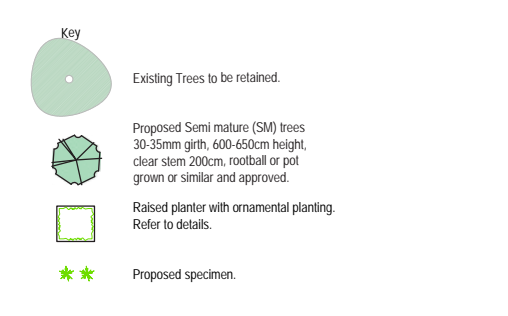 Key
Existing Trees to be retained.
Proposed Semi mature (SM) trees
30-35mm girth, 600-650cm height,
clear stem 200cm, rootball or pot
grown or similar and approved.
Raised planter with ornamental planting.
Refer to details.
Proposed specimen.